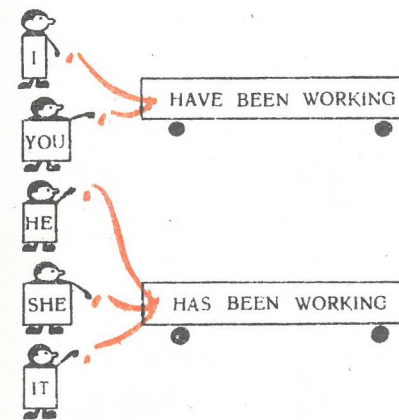 I
HAVE BEEN WORKING
YOU
HE
SHE
HAS BEEN WORKING
IT